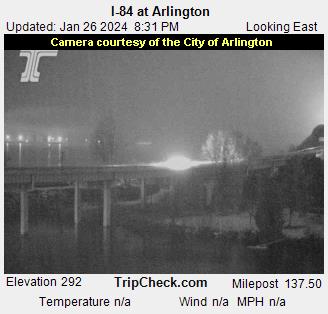 I-84 at Arlington
Updated: Jan 26 2024 8:31 PM Looking East
Camera courtesy of the City of Arlington
Elevation 292 TripCheck.com Milepost 137.50
Temperature n/a Wind n/a MPH n/a